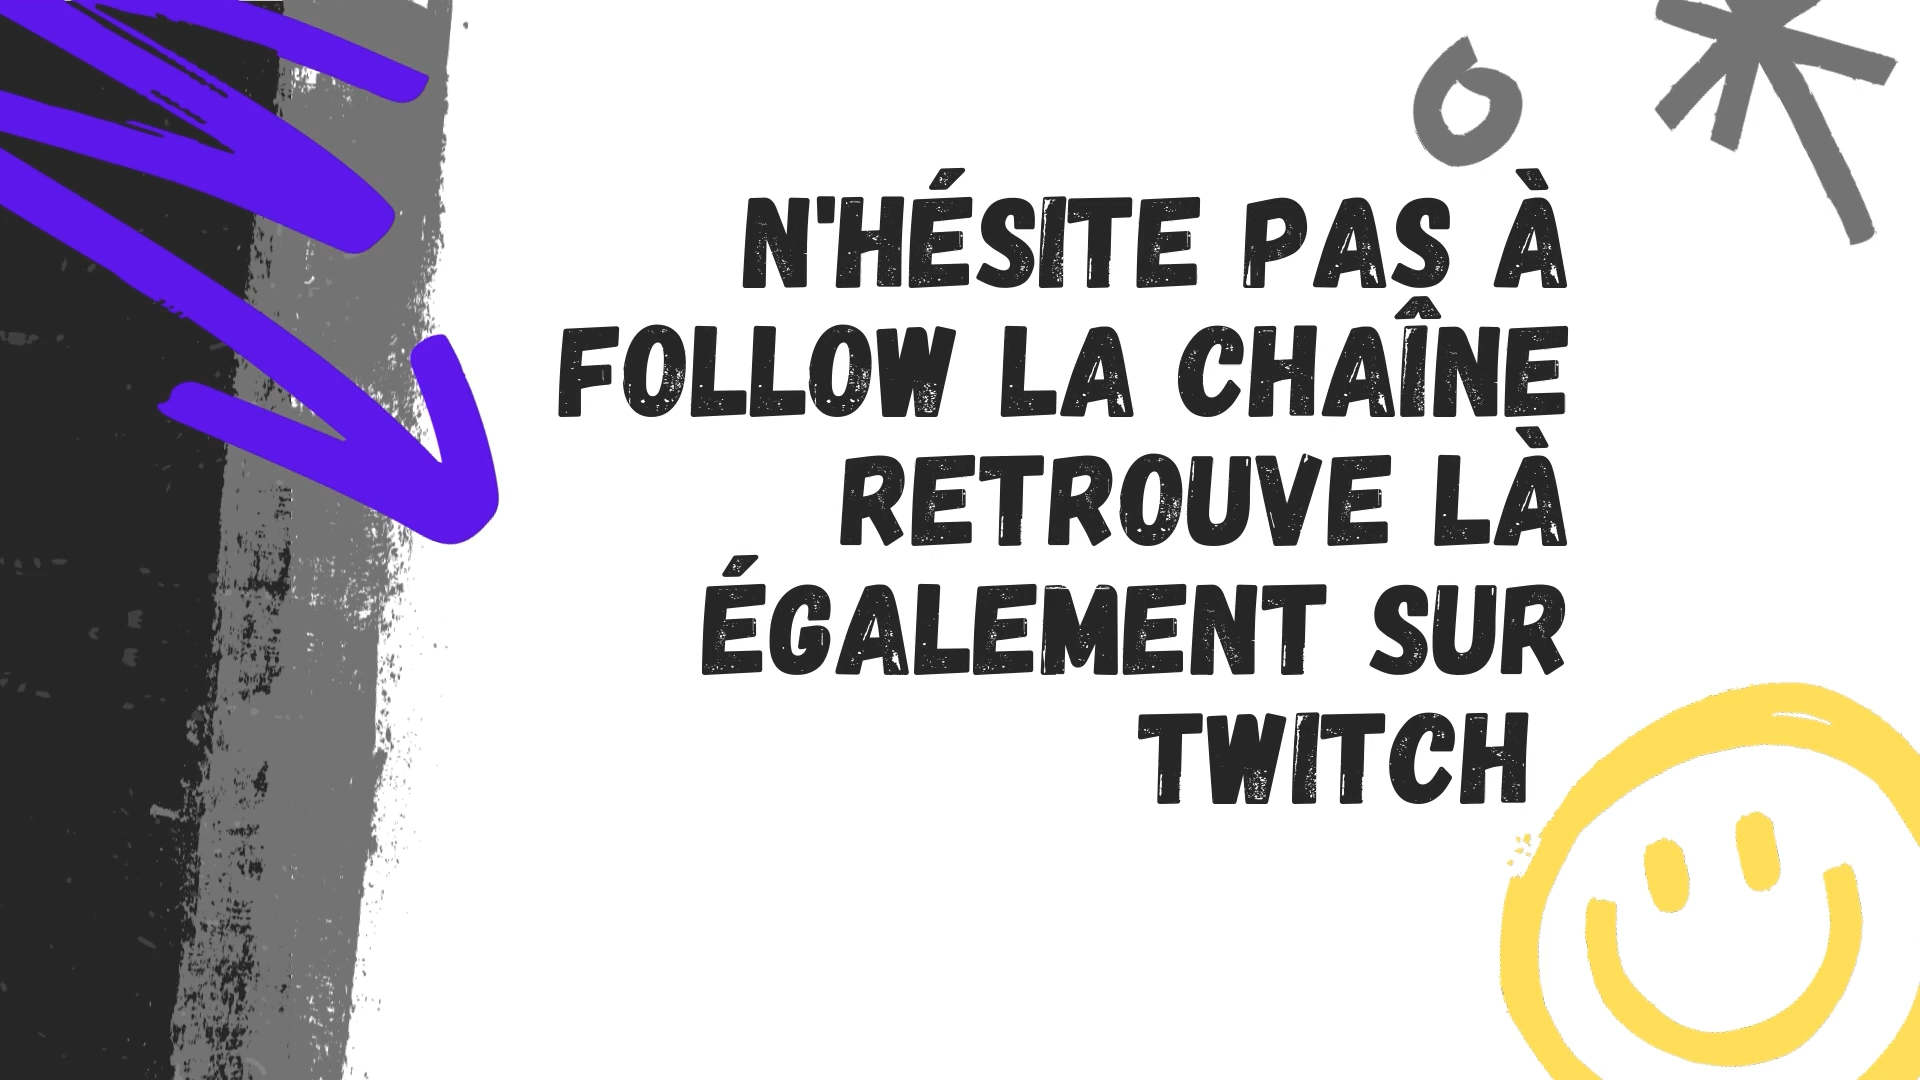 N'HÉSITE PAS À
FOLLOW LA CHAÎNE
RETROUVE LÀ
ÉGALEMENT SUR
TWITCH